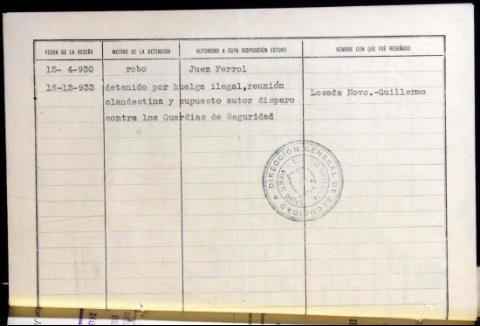 FECHA DE LA RESEÑA MOTIVO DE LA DETENCIÓN AUTORIDAD A CUYA DISPOSICIÓN ESTUVO NOMBRE CON QUE FUÉ RESEÑADO
15- 4-930 robo Juez Ferrol
16-12-933 detenido por huelga ilegal,reunión
clandestina y supuesto autor disparo Losada Novo.-Guillermo
contra los Guardias de Seguridad
DIRECCIÓN GENERAL DE SEGURIDAD